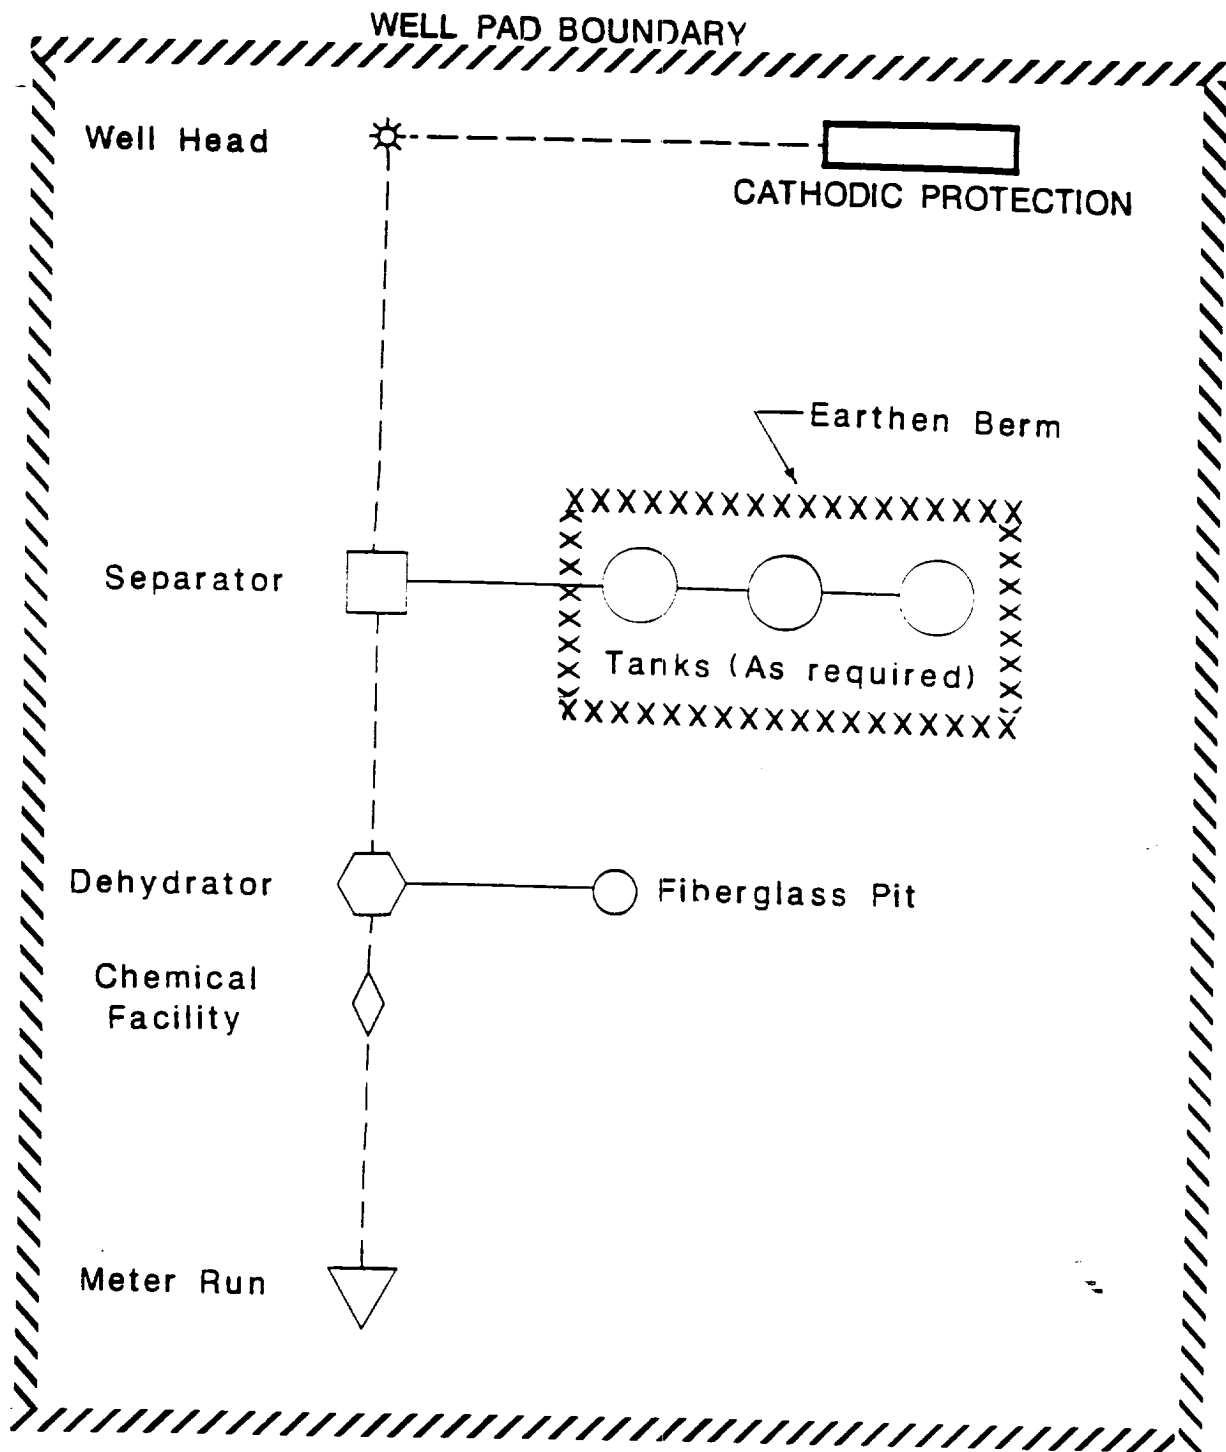 WELL PAD BOUNDARY
Well Head
CATHODIC PROTECTION
Earthen Berm
Separator
Tanks (As required)
Dehydrator
Fiberglass Pit
Chemical
Facility
Meter Run